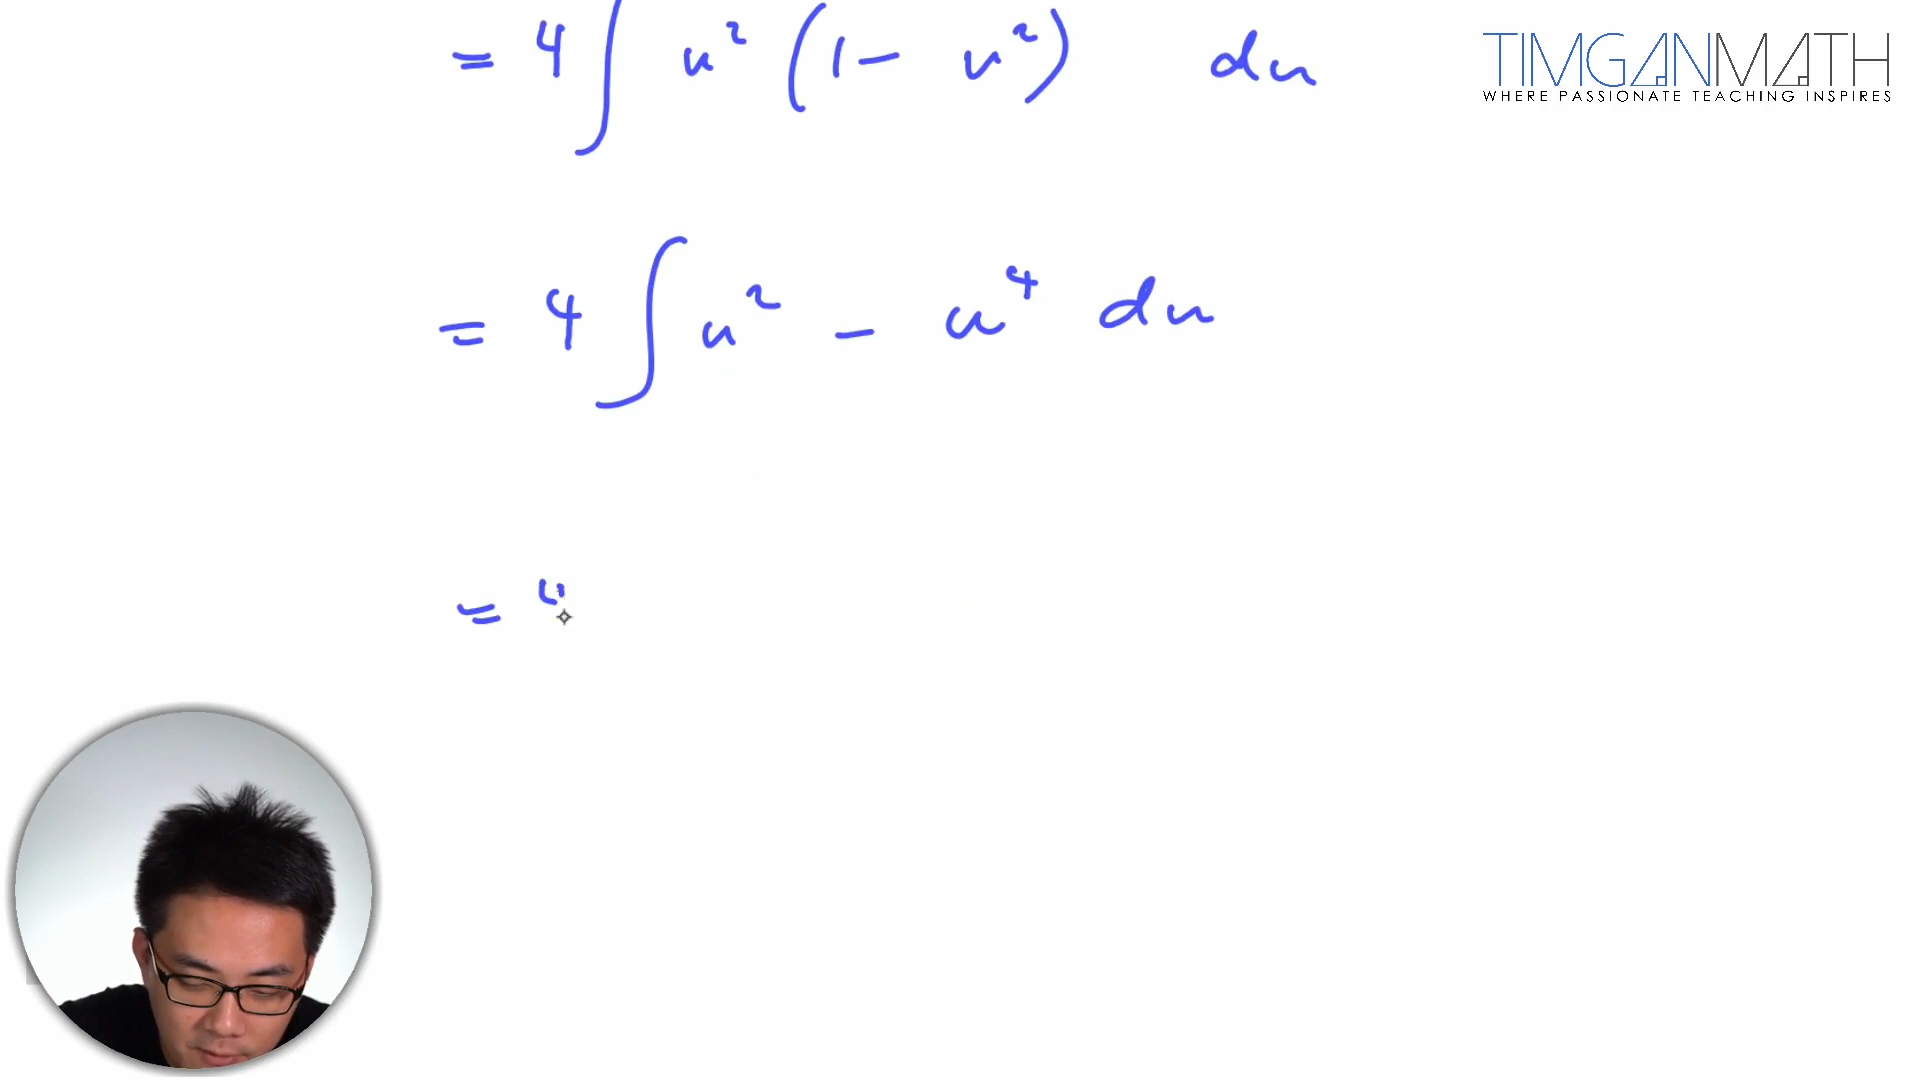 = 4 ∫ u² (1 - u²) du
TIMGANMATH
WHERE PASSIONATE TEACHING INSPIRES
= 4 ∫ u² - u⁴ du
= 4